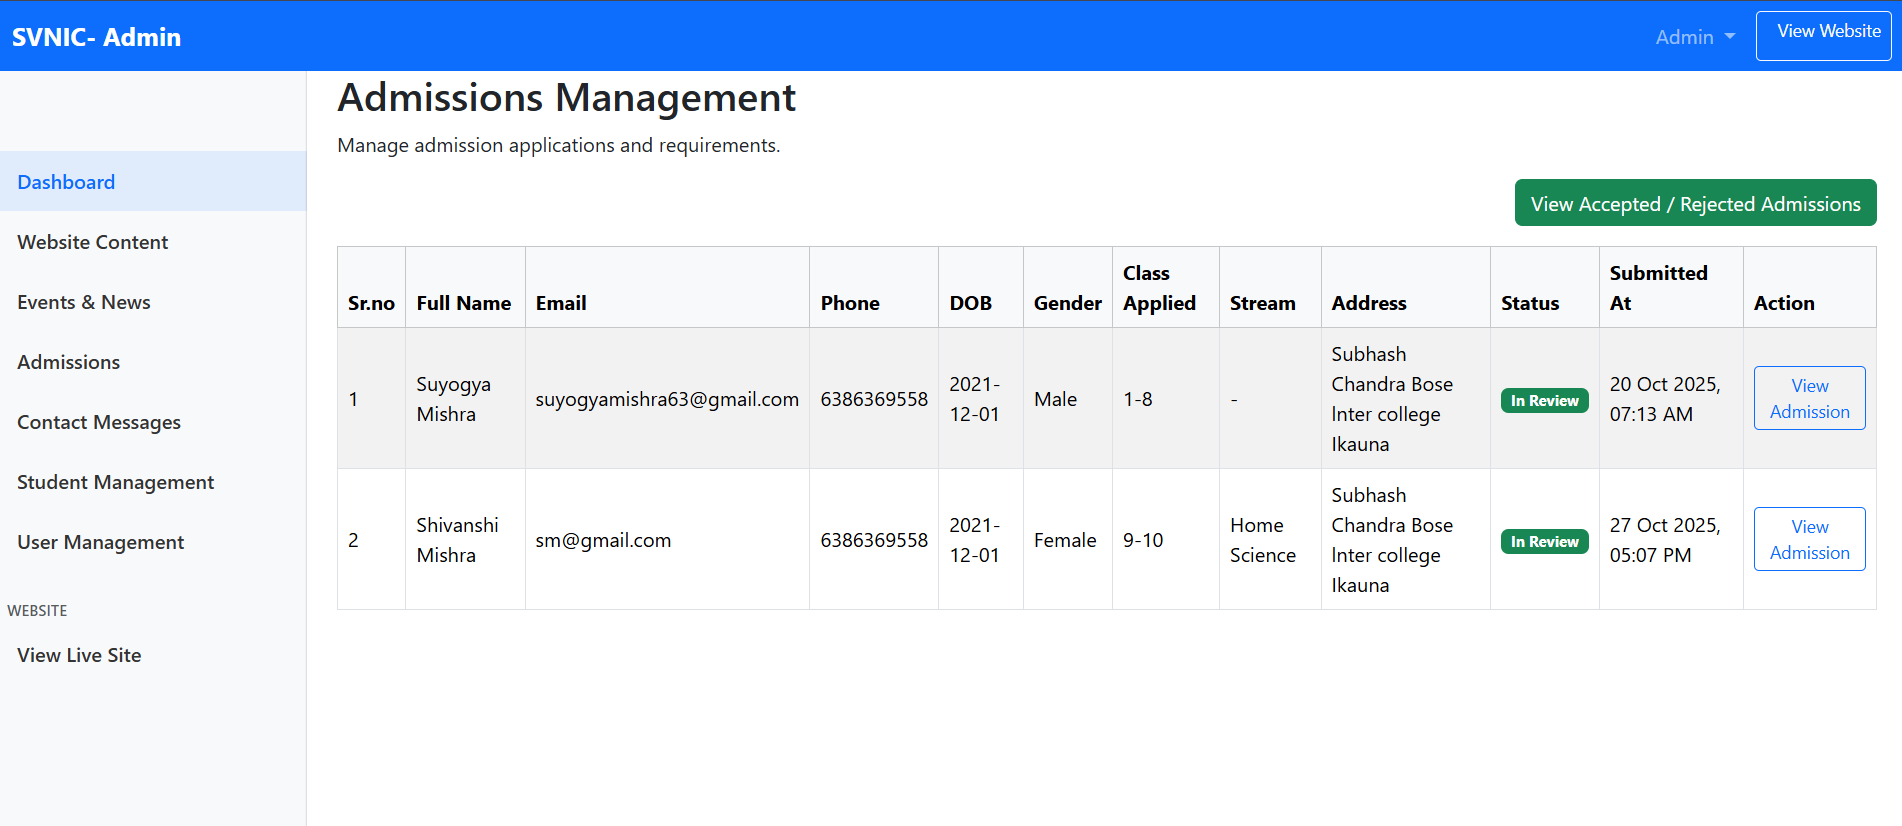 SVNIC- Admin
Admin
View Website
Dashboard
Website Content
Events & News
Admissions
Contact Messages
Student Management
User Management
WEBSITE
View Live Site
Admissions Management
Manage admission applications and requirements.
View Accepted / Rejected Admissions
Sr.no
Full Name
Email
Phone
DOB
Gender
Class
Applied
Stream
Address
Status
Submitted
At
Action
1
Suyogya
Mishra
suyogyamishra63@gmail.com
6386369558
2021-
12-01
Male
1-8
-
Subhash
Chandra Bose
Inter college
Ikauna
In Review
20 Oct 2025,
07:13 AM
View
Admission
2
Shivanshi
Mishra
sm@gmail.com
6386369558
2021-
12-01
Female
9-10
Home
Science
Subhash
Chandra Bose
Inter college
Ikauna
In Review
27 Oct 2025,
05:07 PM
View
Admission